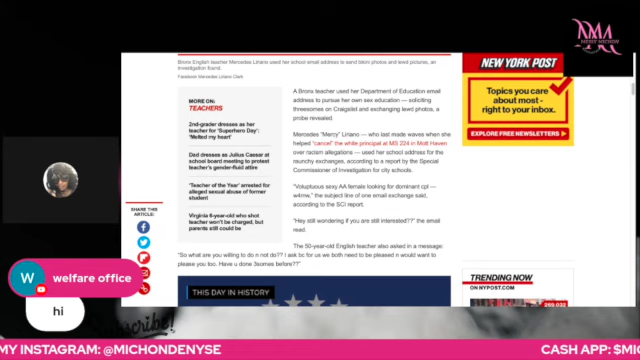 NMA
MESSY MICHON
Bronx English teacher Mercedes Liriano used her school email address to send bikini photos and lewd pictures, an
investigation found.
Facebook Mercedes Liriano Clark
MORE ON:
TEACHERS
2nd-grader dresses as her
teacher for 'Superhero Day':
'Melted my heart'
Dad dresses as Julius Caesar at
school board meeting to protest
teacher's gender-fluid attire
'Teacher of the Year' arrested for
alleged sexual abuse of former
student
Virginia 6-year-old who shot
teacher won't be charged, but
parents still could be
A Bronx teacher used her Department of Education email
address to pursue her own sex education — soliciting
threesomes on Craigslist and exchanging lewd photos, a
probe revealed.
Mercedes "Mercy" Liriano — who last made waves when she
helped "cancel" the white principal at MS 224 in Mott Haven
over racism allegations — used her school address for the
raunchy exchanges, according to a report by the Special
Commissioner of Investigation for city schools.
"Voluptuous sexy AA female looking for dominant cpl –
w4mw," the subject line of one email exchange said,
according to the SCI report.
"Hey still wondering if you are still interested??" the email
read.
The 50-year-old English teacher also asked in a message:
"So what are you willing to do n not do?? I ask bc for us we both need to be pleased n would want to
please you too. Have u done 3somes before??"
SHARE THIS
ARTICLE:
THIS DAY IN HISTORY
NEW YORK POST
Topics you care
about most–
right to your inbox.
EXPLORE FREE NEWSLETTERS
TRENDING NOW
ON NYPOST.COM
269,032
W
welfare office
hi
Subscribe!
MY INSTAGRAM: @MICHONDENYSE
CASH APP: $MIC